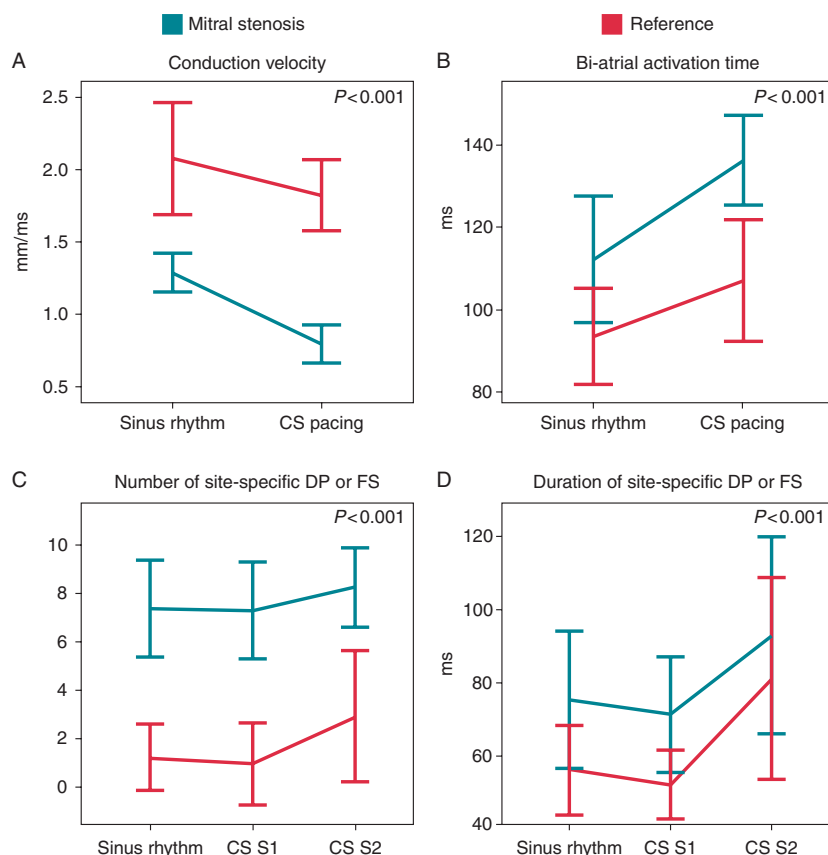 Mitral stenosis
Reference
A
Conduction velocity
P<0.001
2.5
2.0
1.5
1.0
0.5
mm/ms
Sinus rhythm
CS pacing
B
Bi-atrial activation time
P<0.001
140
120
100
80
ms
Sinus rhythm
CS pacing
C
Number of site-specific DP or FS
P<0.001
10
8
6
4
2
0
Sinus rhythm
CS S1
CS S2
D
Duration of site-specific DP or FS
P<0.001
120
100
80
60
40
ms
Sinus rhythm
CS S1
CS S2